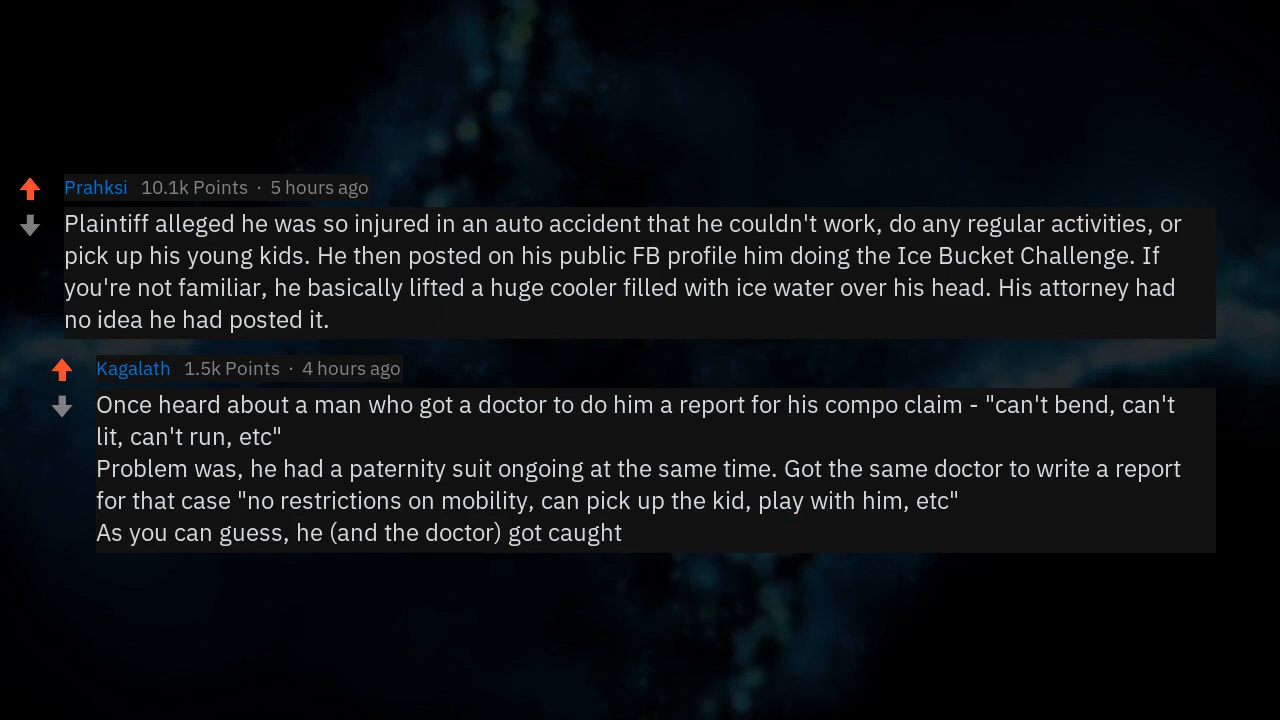 Prahksi 10.1k Points · 5 hours ago
Plaintiff alleged he was so injured in an auto accident that he couldn't work, do any regular activities, or
pick up his young kids. He then posted on his public FB profile him doing the Ice Bucket Challenge. If
you're not familiar, he basically lifted a huge cooler filled with ice water over his head. His attorney had
no idea he had posted it.
Kagalath 1.5k Points · 4 hours ago
Once heard about a man who got a doctor to do him a report for his compo claim - "can't bend, can't
lit, can't run, etc"
Problem was, he had a paternity suit ongoing at the same time. Got the same doctor to write a report
for that case "no restrictions on mobility, can pick up the kid, play with him, etc"
As you can guess, he (and the doctor) got caught